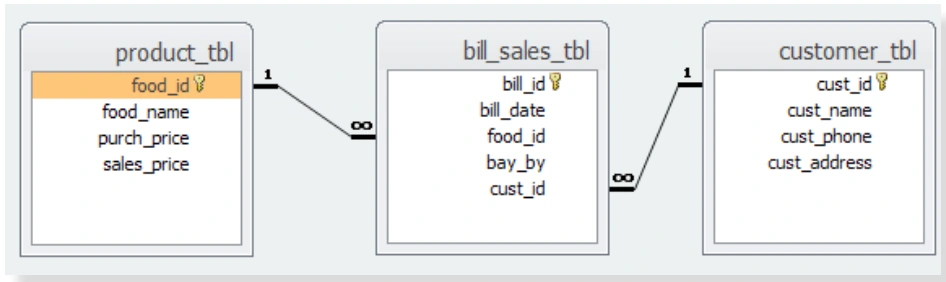 product_tbl
food_id
food_name
purch_price
sales_price
1
∞
bill_sales_tbl
bill_id
bill_date
food_id
bay_by
cust_id
1
∞
customer_tbl
cust_id
cust_name
cust_phone
cust_address